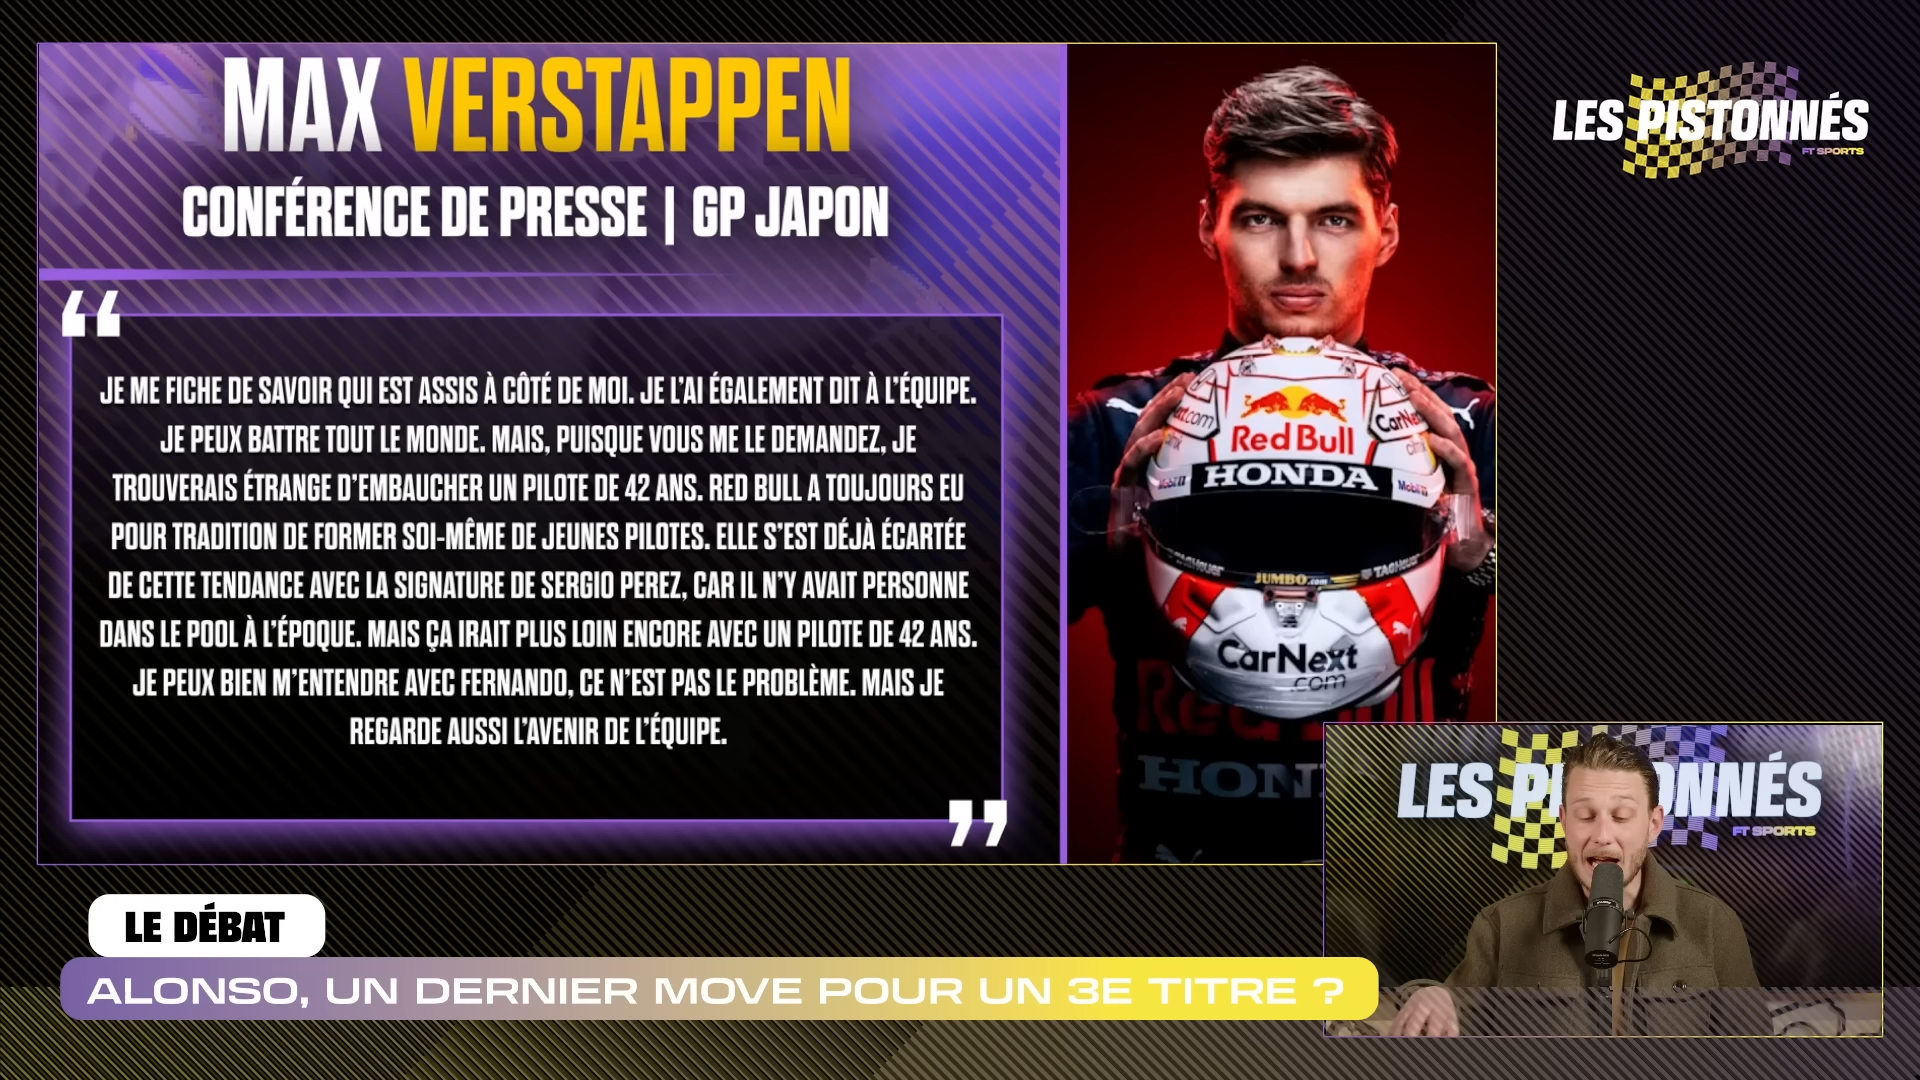 MAX VERSTAPPEN
CONFÉRENCE DE PRESSE | GP JAPON
“
JE ME FICHE DE SAVOIR QUI EST ASSIS À CÔTÉ DE MOI. JE L’AI ÉGALEMENT DIT À L’ÉQUIPE.
JE PEUX BATTRE TOUT LE MONDE. MAIS, PUISQUE VOUS ME LE DEMANDEZ, JE
TROUVERAIS ÉTRANGE D’EMBAUCHER UN PILOTE DE 42 ANS. RED BULL A TOUJOURS EU
POUR TRADITION DE FORMER SOI-MÊME DE JEUNES PILOTES. ELLE S’EST DÉJÀ ÉCARTÉE
DE CETTE TENDANCE AVEC LA SIGNATURE DE SERGIO PEREZ, CAR IL N’Y AVAIT PERSONNE
DANS LE POOL À L’ÉPOQUE. MAIS ÇA IRAIT PLUS LOIN ENCORE AVEC UN PILOTE DE 42 ANS.
JE PEUX BIEN M’ENTENDRE AVEC FERNANDO, CE N’EST PAS LE PROBLÈME. MAIS JE
REGARDE AUSSI L’AVENIR DE L’ÉQUIPE.
”
LES PISTONNÉS
FT SPORTS
Red Bull
HONDA
Mobil 1
JUMBO.com
TAGHeuer
CarNext
.com
LES PISTONNÉS
FT SPORTS
LE DÉBAT
ALONSO, UN DERNIER MOVE POUR UN 3E TITRE ?